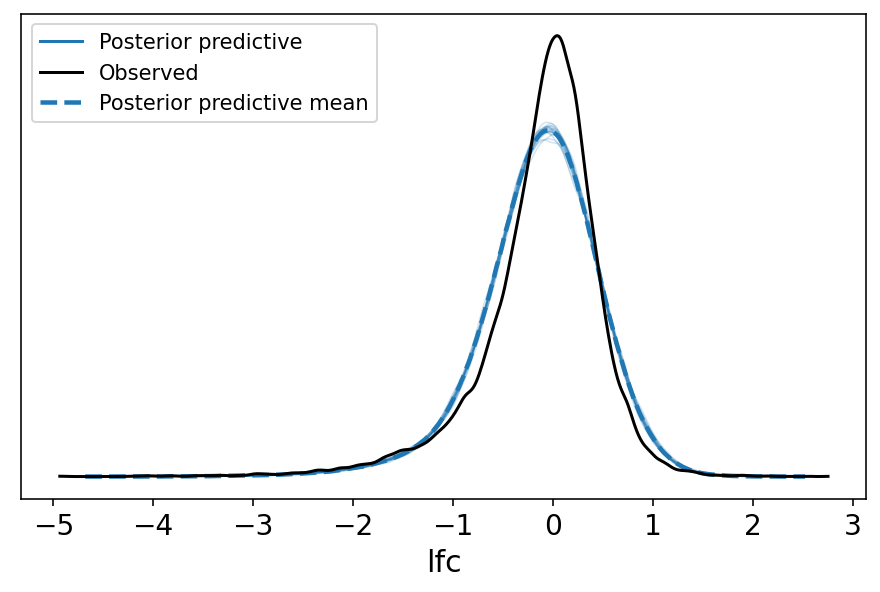 Posterior predictive
Observed
Posterior predictive mean
−5 −4 −3 −2 −1 0 1 2 3
lfc